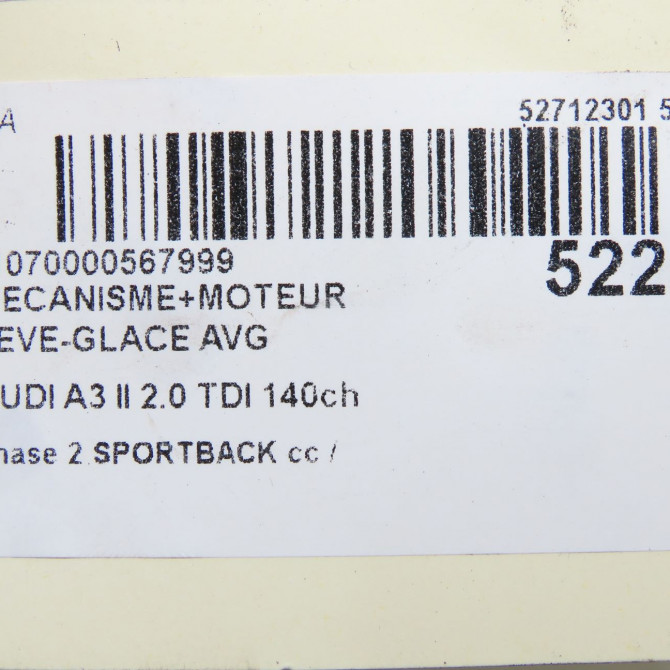 A 52712301 5
070000567999
522
ECANISME+MOTEUR
EVE-GLACE AVG
UDI A3 II 2.0 TDI 140ch
hase 2 SPORTBACK cc /